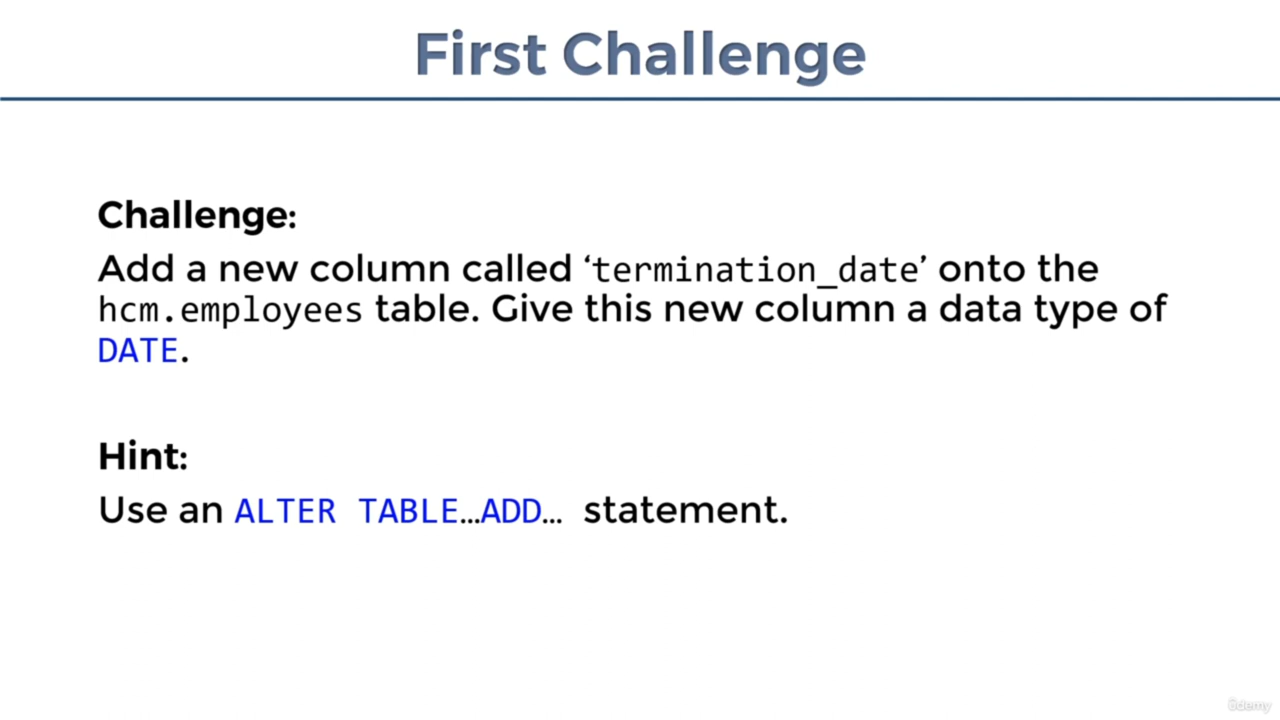 First Challenge
Challenge:
Add a new column called ‘termination_date’ onto the
hcm.employees table. Give this new column a data type of
DATE.
Hint:
Use an ALTER TABLE…ADD… statement.
ûdemy